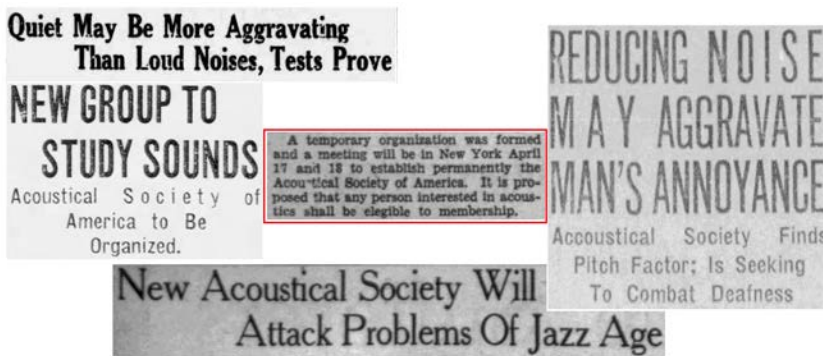 Quiet May Be More Aggravating
Than Loud Noises, Tests Prove
NEW GROUP TO
STUDY SOUNDS
Acoustical Society of
America to Be
Organized.
A temporary organization was formed
and a meeting will be in New York April
17 and 18 to establish permanently the
Acoustical Society of America. It is pro-
posed that any person interested in acous-
tics shall be elegible to membership.
REDUCING NOISE
MAY AGGRAVATE
MAN'S ANNOYANCE
Accoustical Society Finds
Pitch Factor; Is Seeking
To Combat Deafness
New Acoustical Society Will
Attack Problems Of Jazz Age